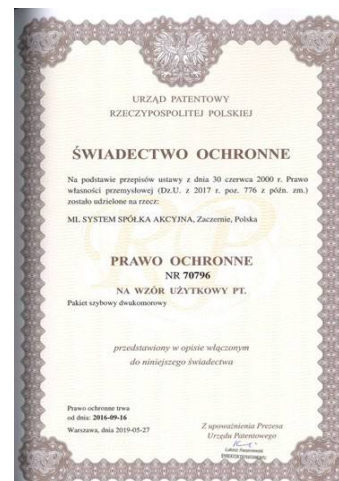 URZĄD PATENTOWY
RZECZYPOSPOLITEJ POLSKIEJ
ŚWIADECTWO OCHRONNE
Na podstawie przepisów ustawy z dnia 30 czerwca 2000 r. Prawo
własności przemysłowej (Dz.U. z 2017 r. poz. 776 z późn. zm.)
zostało udzielone na rzecz:
ML SYSTEM SPÓŁKA AKCYJNA, Zaczernie, Polska
PRAWO OCHRONNE
NR 70796
NA WZÓR UŻYTKOWY PT.
Pakiet szybowy dwukomorowy
przedstawiony w opisie włączonym
do niniejszego świadectwa
Prawo ochronne trwa
od dnia: 2016-09-16
Warszawa, dnia 2019-05-27
Z upoważnienia Prezesa
Urzędu Patentowego